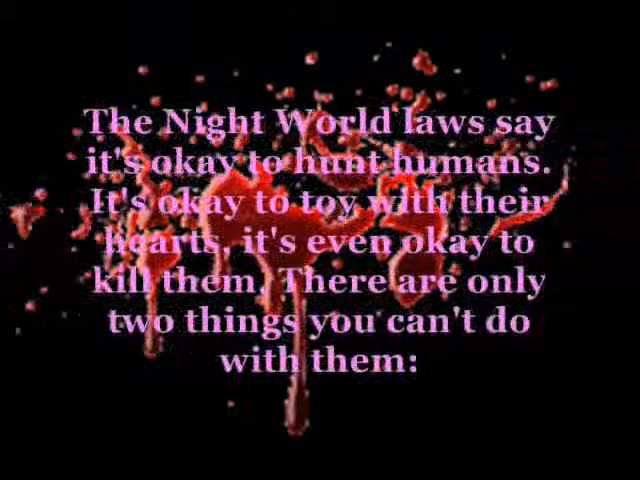 The Night World laws say
it's okay to hunt humans.
It's okay to toy with their
hearts, it's even okay to
kill them. There are only
two things you can't do
with them: